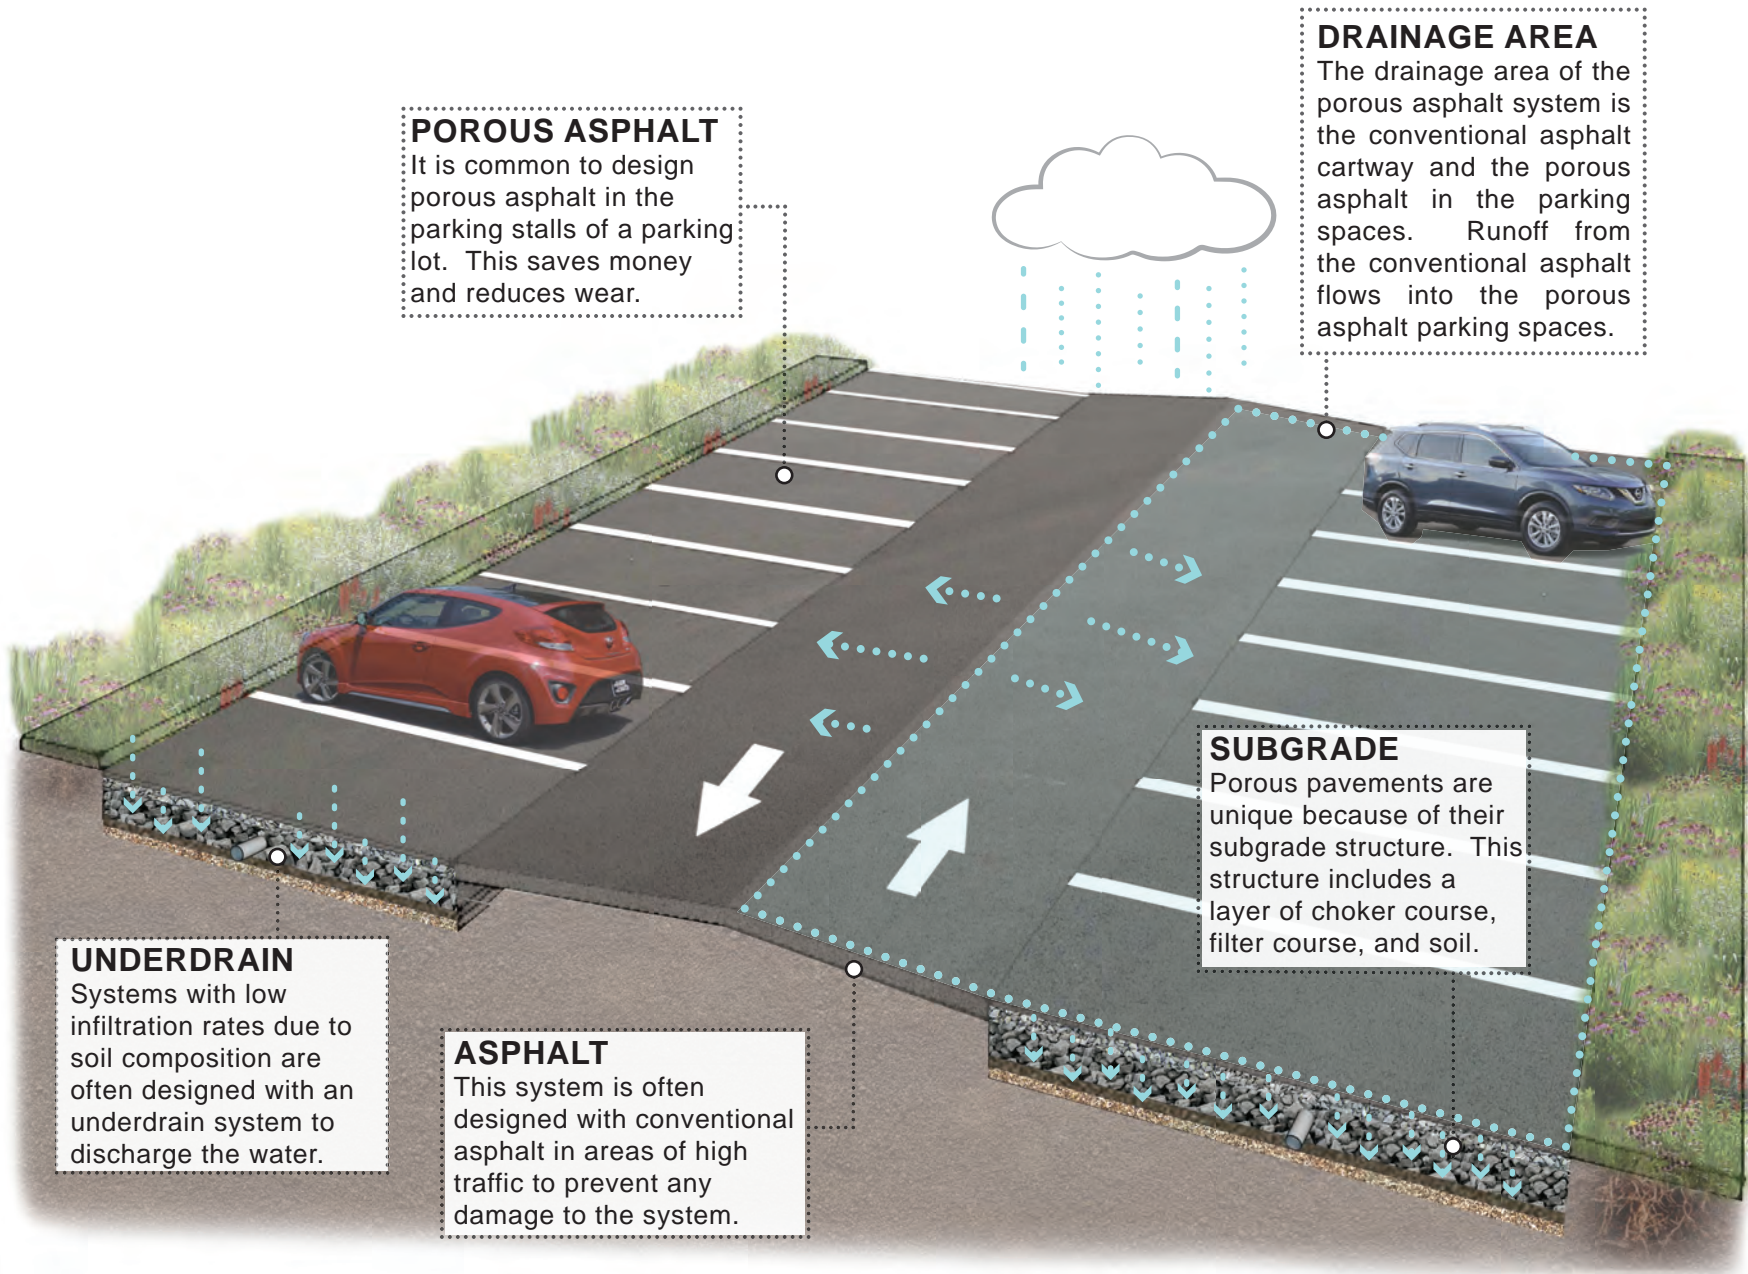 DRAINAGE AREA
The drainage area of the
porous asphalt system is
the conventional asphalt
cartway and the porous
asphalt in the parking
spaces. Runoff from
the conventional asphalt
flows into the porous
asphalt parking spaces.
POROUS ASPHALT
It is common to design
porous asphalt in the
parking stalls of a parking
lot. This saves money
and reduces wear.
SUBGRADE
Porous pavements are
unique because of their
subgrade structure. This
structure includes a
layer of choker course,
filter course, and soil.
UNDERDRAIN
Systems with low
infiltration rates due to
soil composition are
often designed with an
underdrain system to
discharge the water.
ASPHALT
This system is often
designed with conventional
asphalt in areas of high
traffic to prevent any
damage to the system.